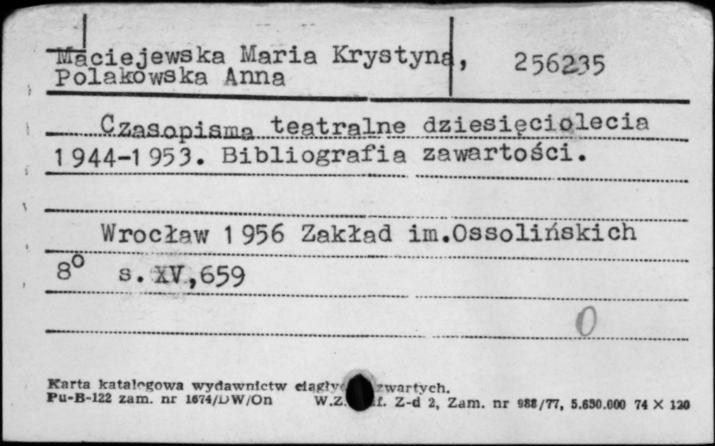 Maciejewska Maria Krystyna, 256235
Polakowska Anna
Czasopisma teatralne dziesięciolecia
1944-1953. Bibliografia zawartości.
Wrocław 1956 Zakład im.Ossolińskich
8° s. XV,659
0
Karta katalogowa wydawnictw zwartych.
Pu-B-122 zam. nr 1674/DW/On W.Z. Z-d 2, Zam. nr 988/77, 5.650.000 74 X 120